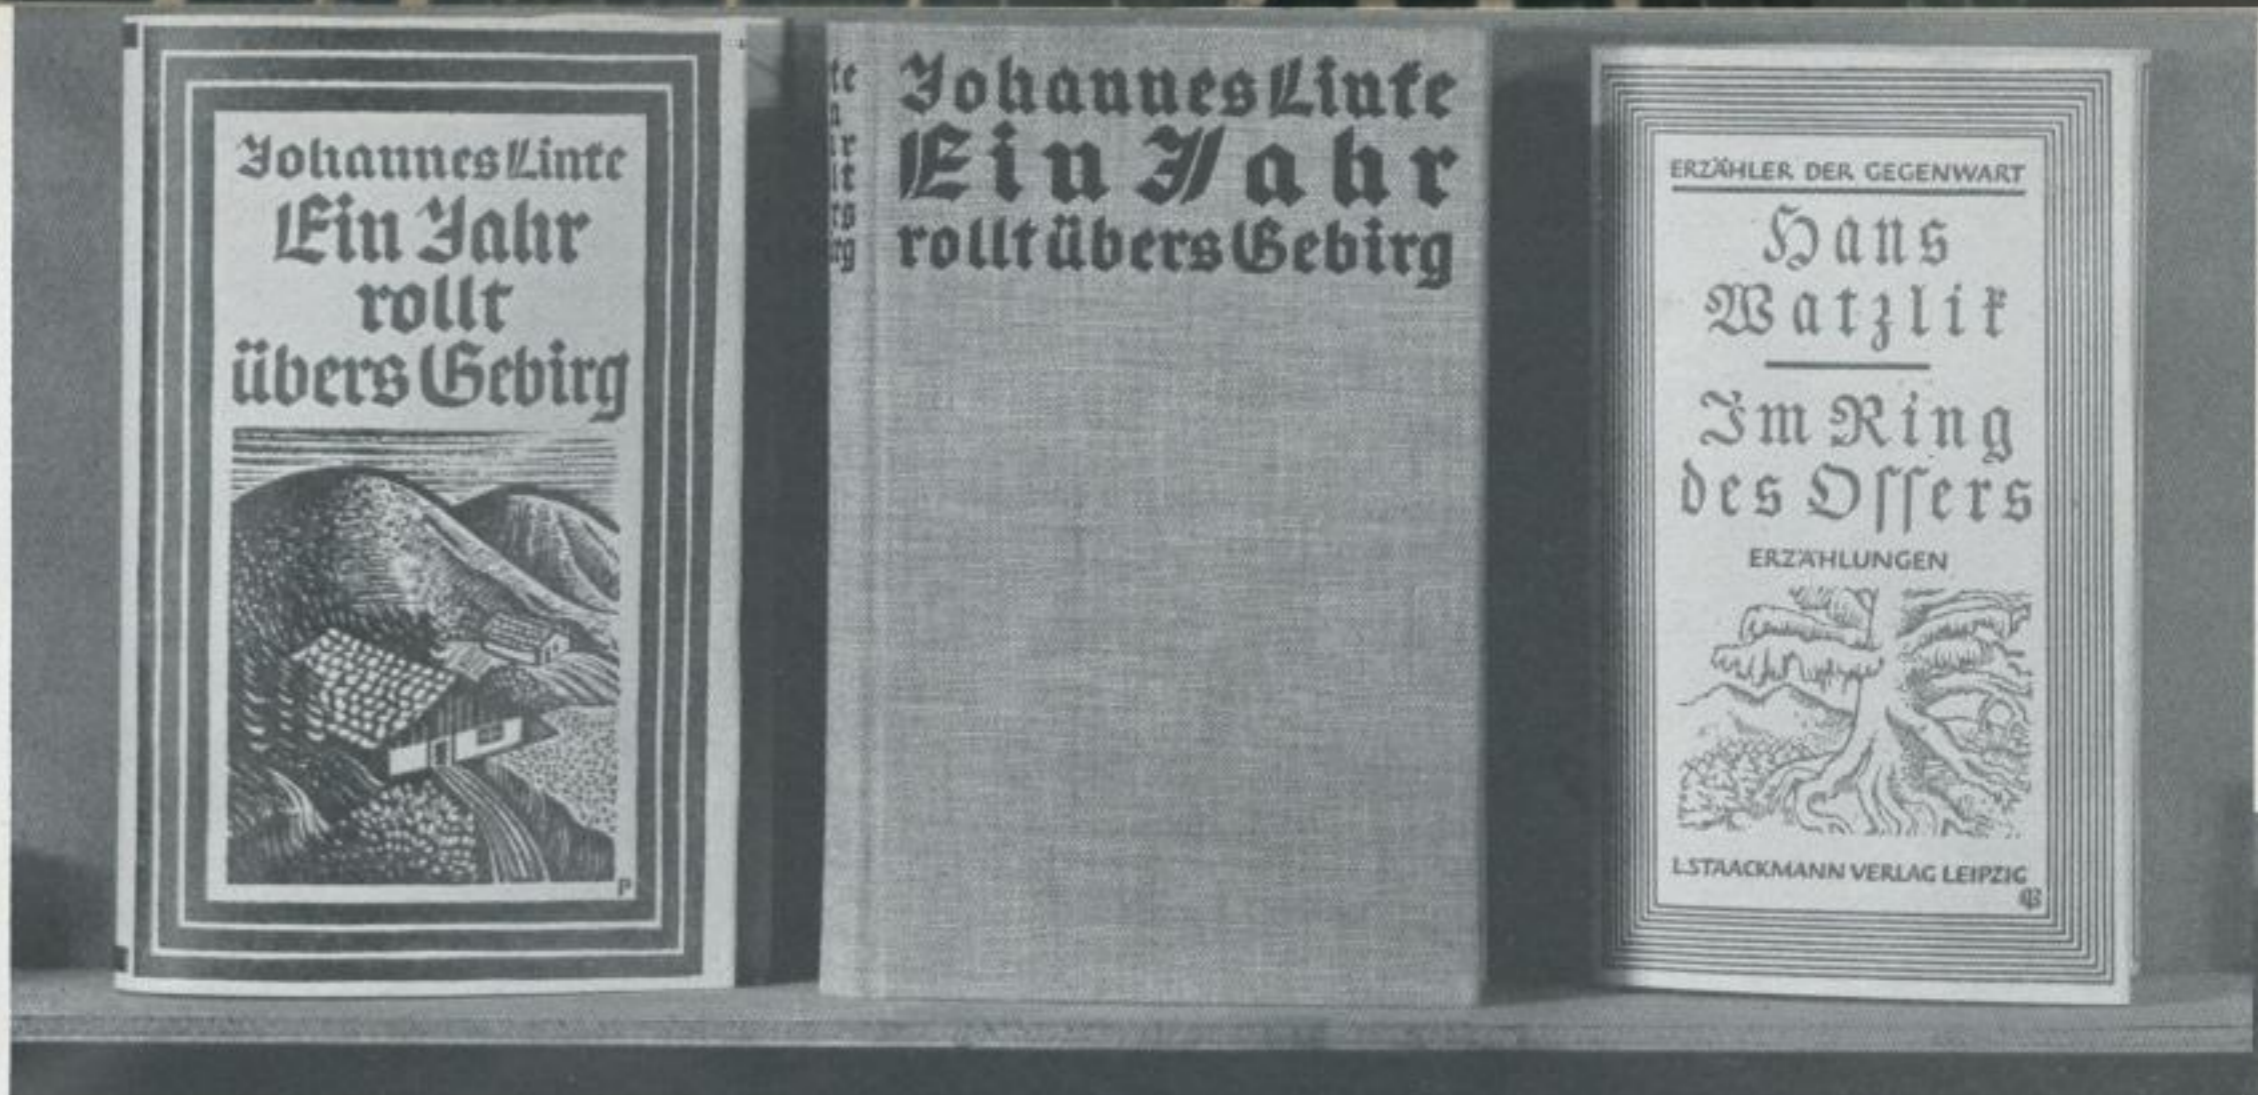 Johannes Linke
Ein Jahr
rollt
übers Gebirg
P
Johannes Linke
Ein Jahr
rollt übers Gebirg
ERZÄHLER DER GEGENWART
Hans
Watzlik
Im Ring
des Ossers
ERZÄHLUNGEN
L. STAACKMANN VERLAG LEIPZIG